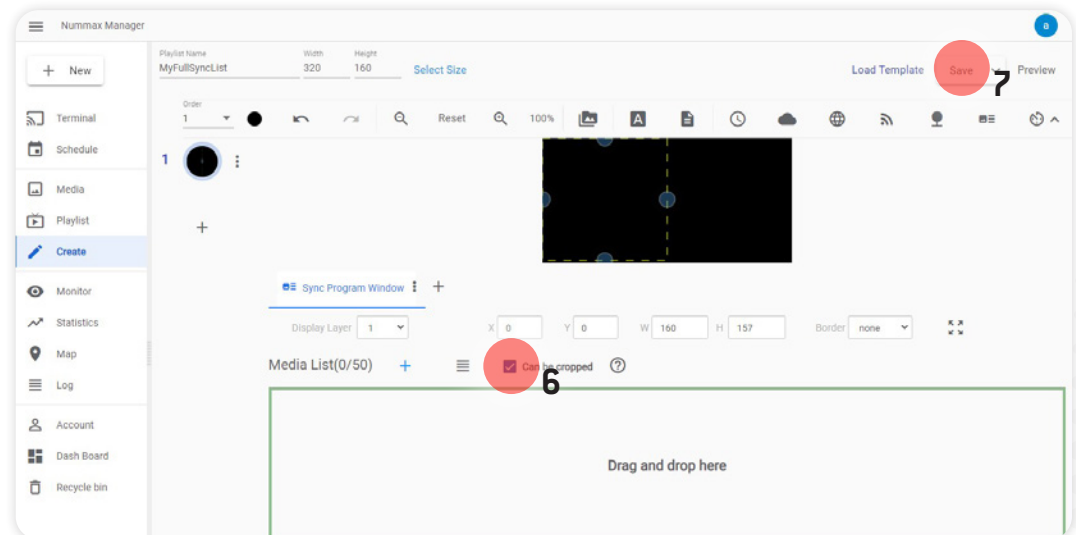 Nummax Manager
a
+ New
Playlist Name
MyFullSyncList
Width
320
Height
160
Select Size
Load Template
Save
7
Preview
Terminal
Schedule
Media
Playlist
Create
Monitor
Statistics
Map
Log
Account
Dash Board
Recycle bin
Order
1
Reset
100%
A
1
+
Sync Program Window
+
Display Layer 1
X 0
Y 0
W 160
H 157
Border none
Media List(0/50)
+
Can be cropped
?
6
Drag and drop here